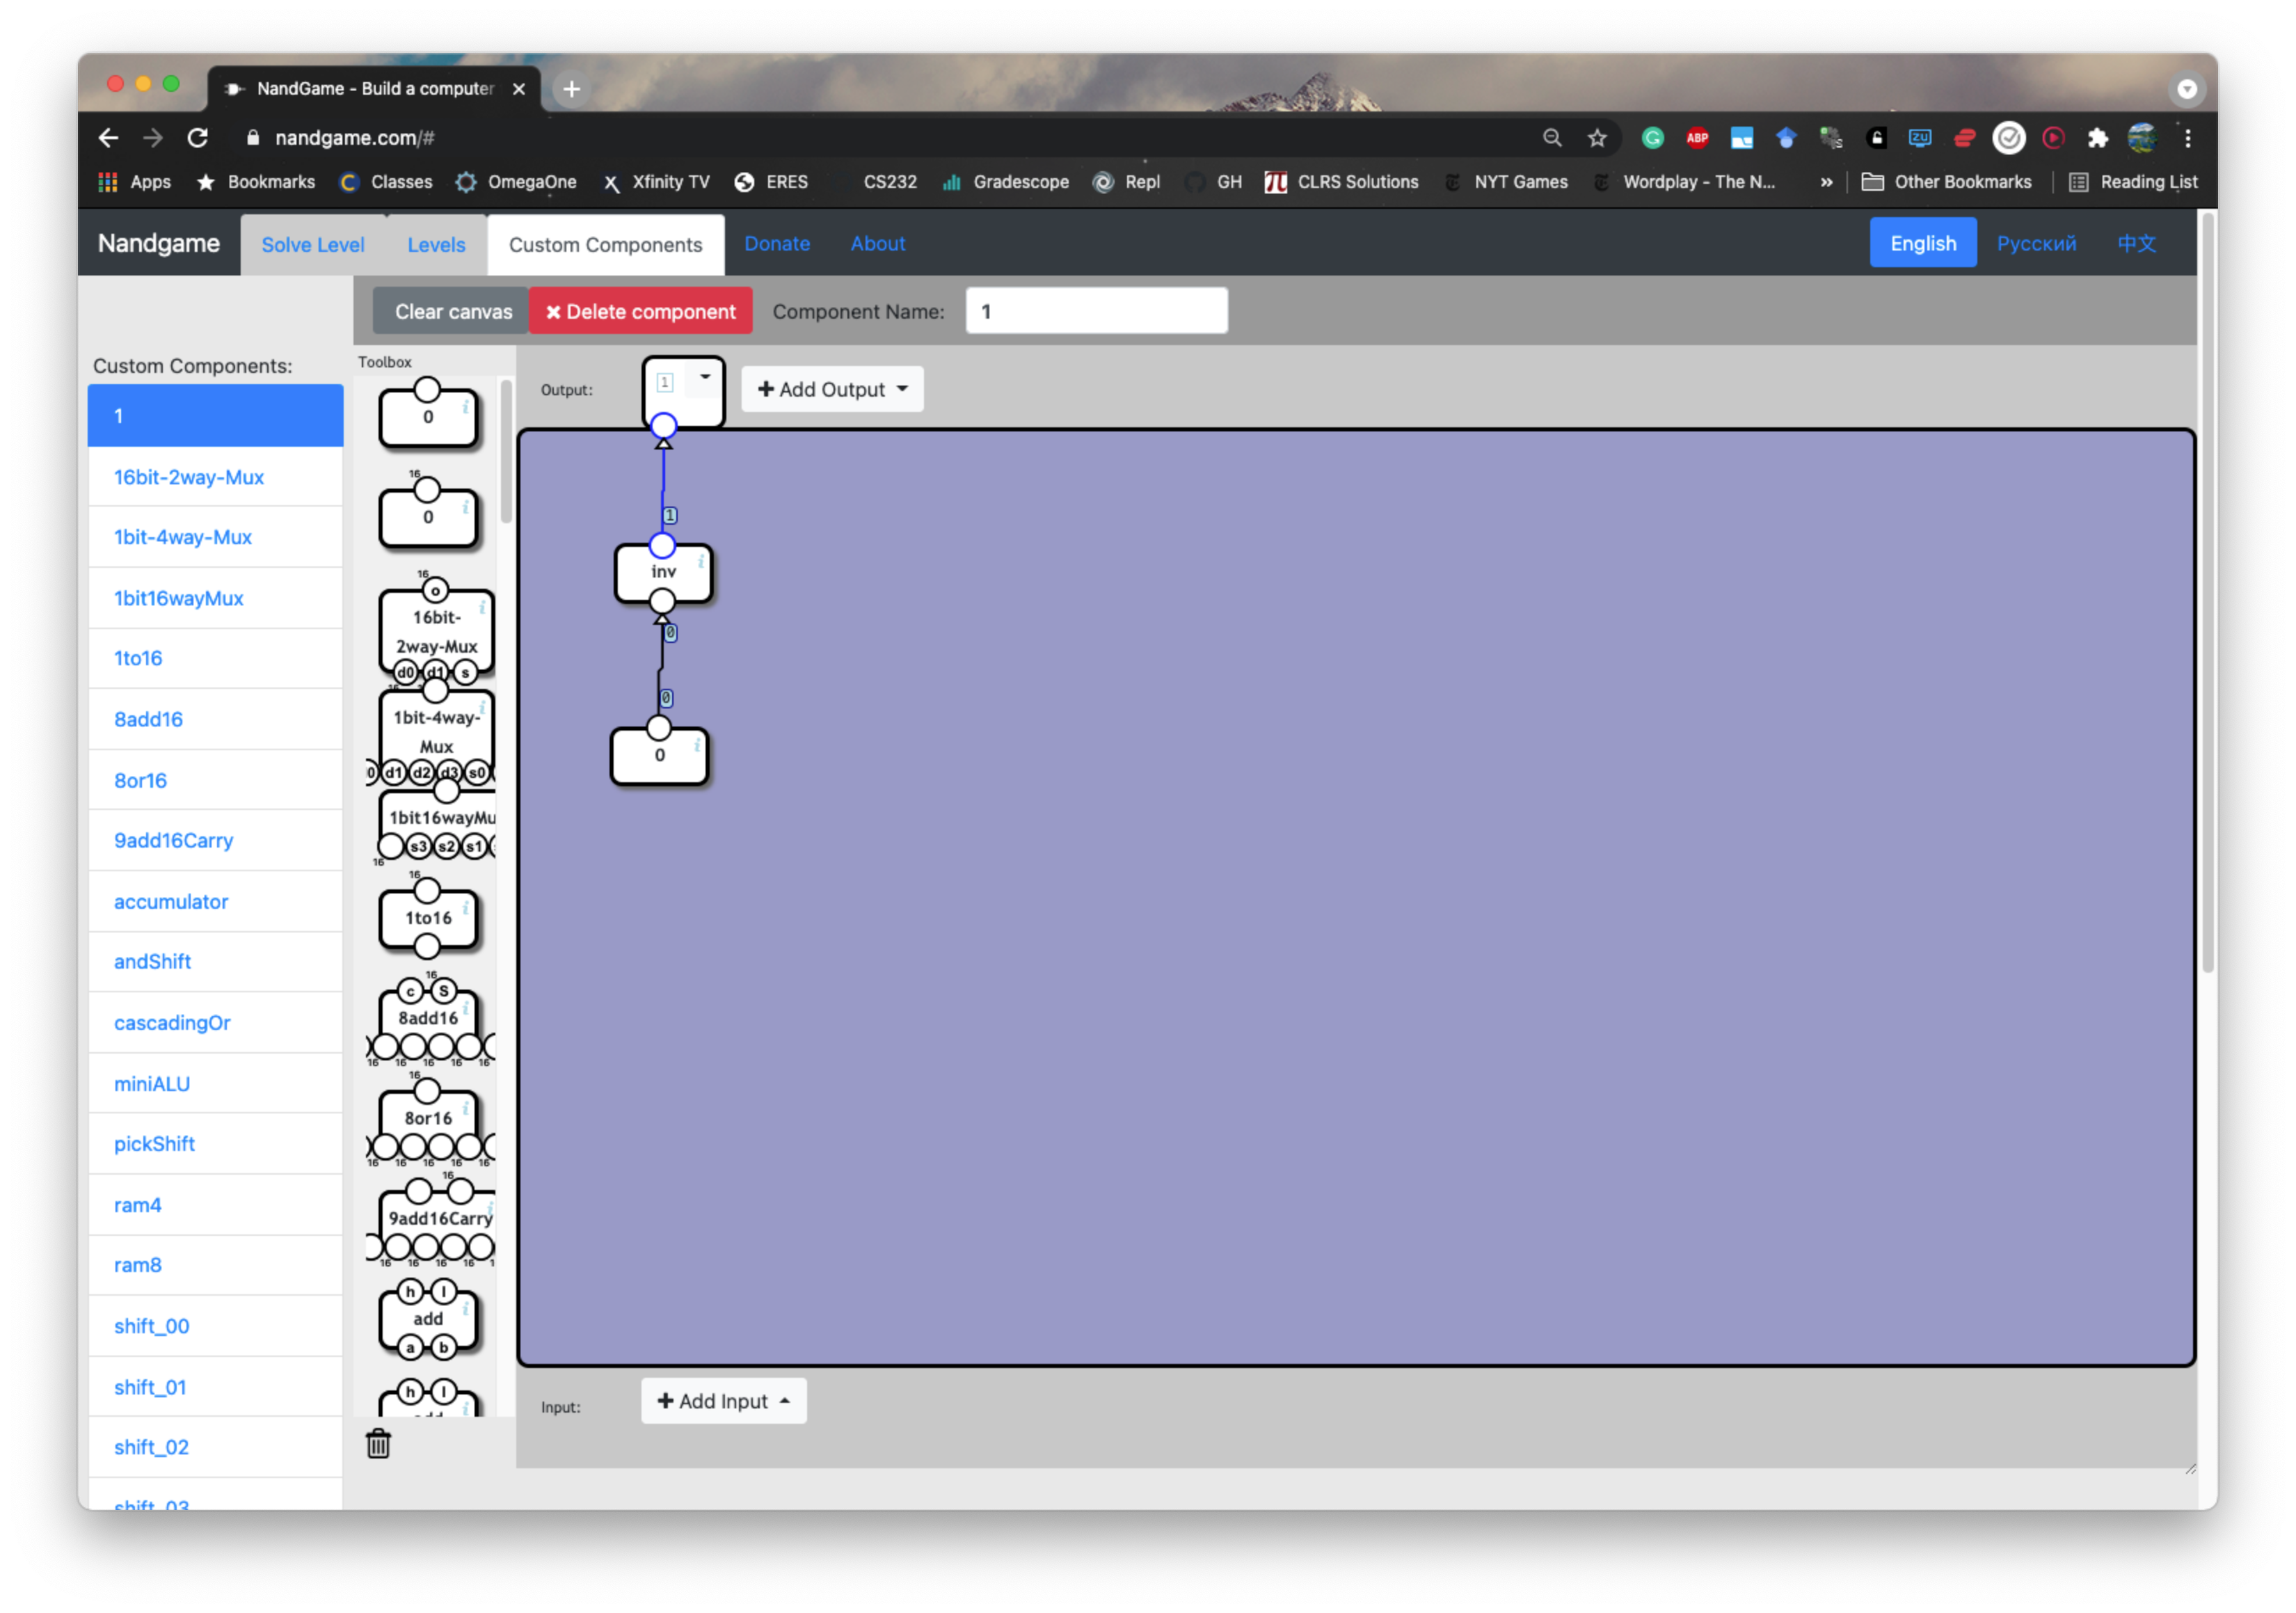 NandGame - Build a computer
nandgame.com/#
ABP
Apps Bookmarks Classes OmegaOne Xfinity TV ERES CS232 Gradescope Repl GH CLRS Solutions NYT Games Wordplay - The N... » Other Bookmarks Reading List
Nandgame Solve Level Levels Custom Components Donate About English Русский 中文
Clear canvas Delete component Component Name: 1
Custom Components:
1
16bit-2way-Mux
1bit-4way-Mux
1bit16wayMux
1to16
8add16
8or16
9add16Carry
accumulator
andShift
cascadingOr
miniALU
pickShift
ram4
ram8
shift_00
shift_01
shift_02
shift_03
Toolbox
0
16
0
16
o
16bit-
2way-Mux
d0 d1 s
1bit-4way-
Mux
d1 d2 d3 s0
1bit16wayMu
s3 s2 s1
16
16
1to16
16
c S
8add16
16 16 16 16 16
16
8or16
16 16 16 16 16
16
9add16Carry
16 16 16 16
h l
add
a b
h l
Output: 1 Add Output
1
inv
0
0
0
Input: Add Input